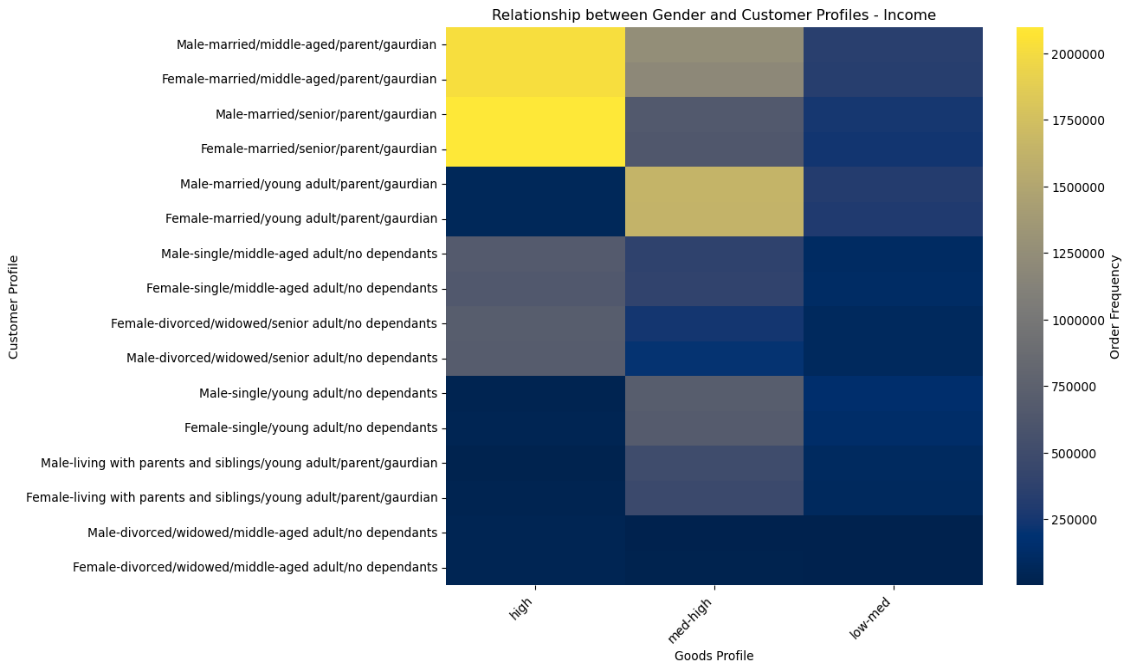 Relationship between Gender and Customer Profiles - Income
Customer Profile
Male-married/middle-aged/parent/gaurdian
Female-married/middle-aged/parent/gaurdian
Male-married/senior/parent/gaurdian
Female-married/senior/parent/gaurdian
Male-married/young adult/parent/gaurdian
Female-married/young adult/parent/gaurdian
Male-single/middle-aged adult/no dependants
Female-single/middle-aged adult/no dependants
Female-divorced/widowed/senior adult/no dependants
Male-divorced/widowed/senior adult/no dependants
Male-single/young adult/no dependants
Female-single/young adult/no dependants
Male-living with parents and siblings/young adult/parent/gaurdian
Female-living with parents and siblings/young adult/parent/gaurdian
Male-divorced/widowed/middle-aged adult/no dependants
Female-divorced/widowed/middle-aged adult/no dependants
high
med-high
low-med
Goods Profile
2000000
1750000
1500000
1250000
1000000
750000
500000
250000
Order Frequency